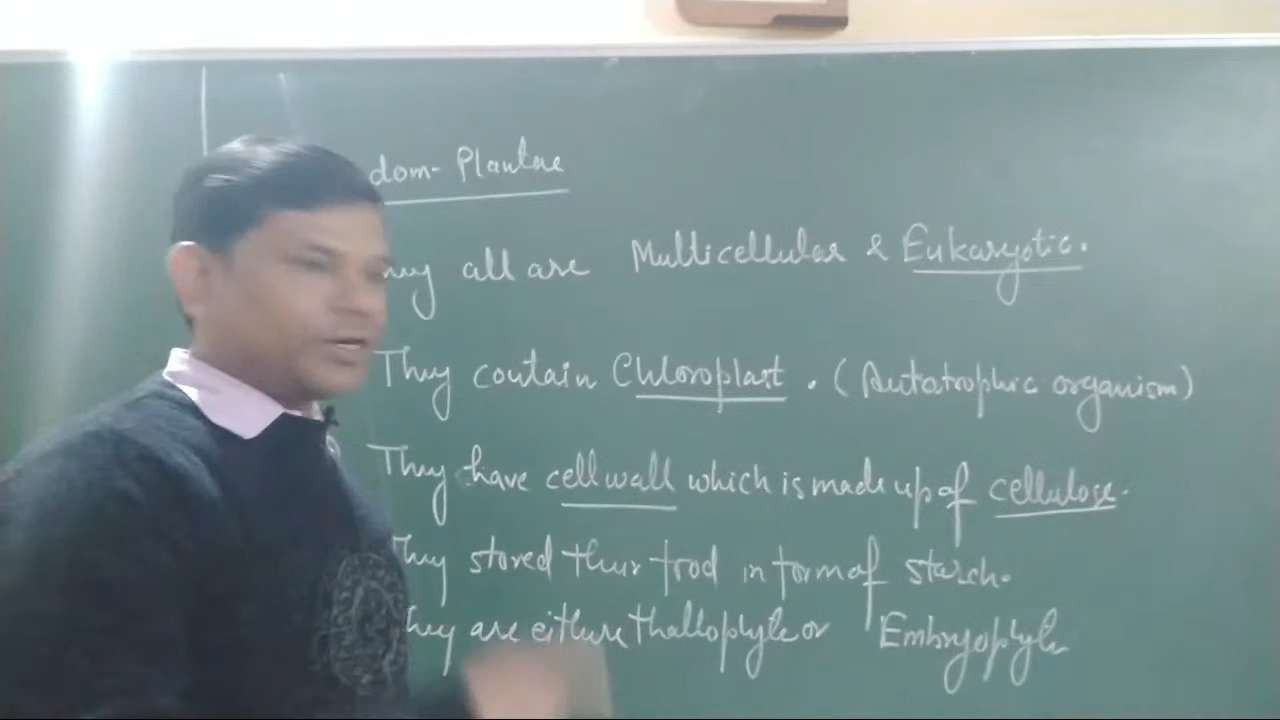 dom- Plantae
They all are Multicellular & Eukaryotic.
They contain Chloroplast . (Autotrophic organism)
They have cell wall which is made up of cellulose.
They stored their food in form of starch.
They are either thallophyte or Embryophyte